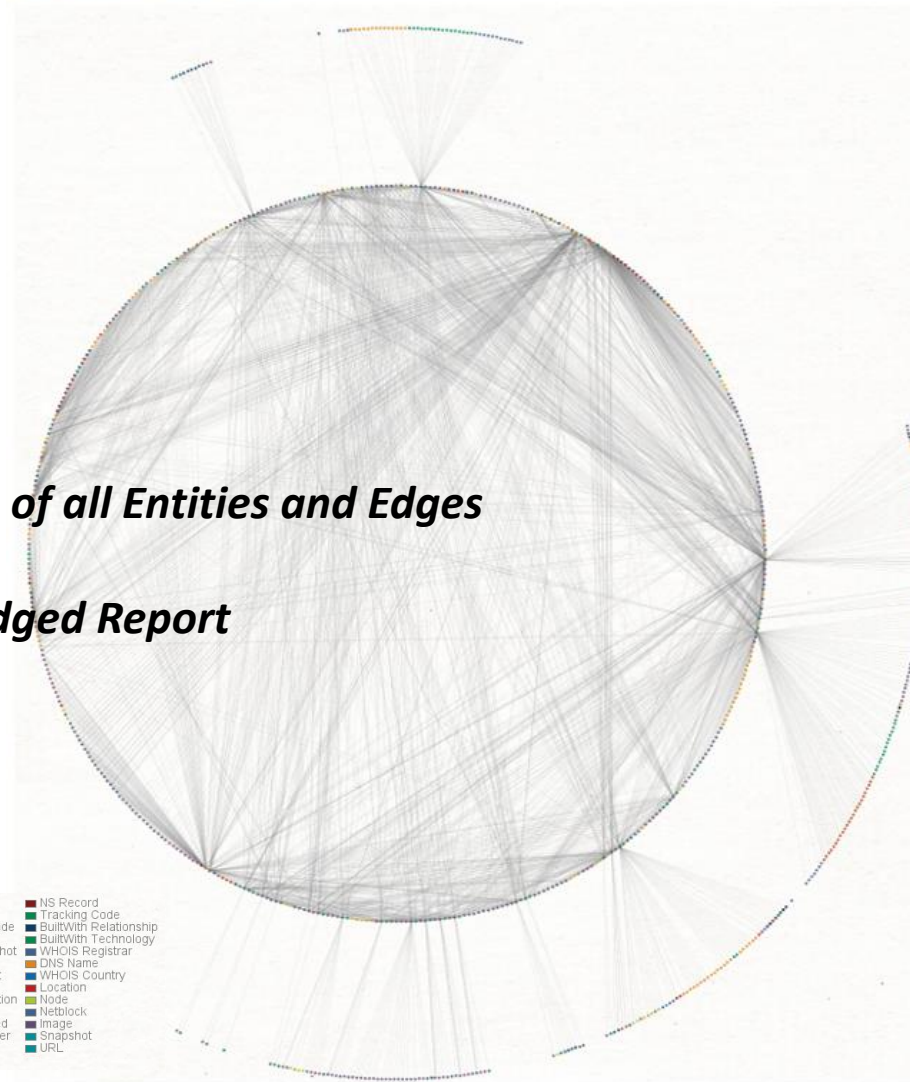 of all Entities and Edges
dged Report
NS Record
Tracking Code
BuiltWith Relationship
BuiltWith Technology
WHOIS Registrar
DNS Name
WHOIS Country
Location
Node
Netblock
Image
Snapshot
URL